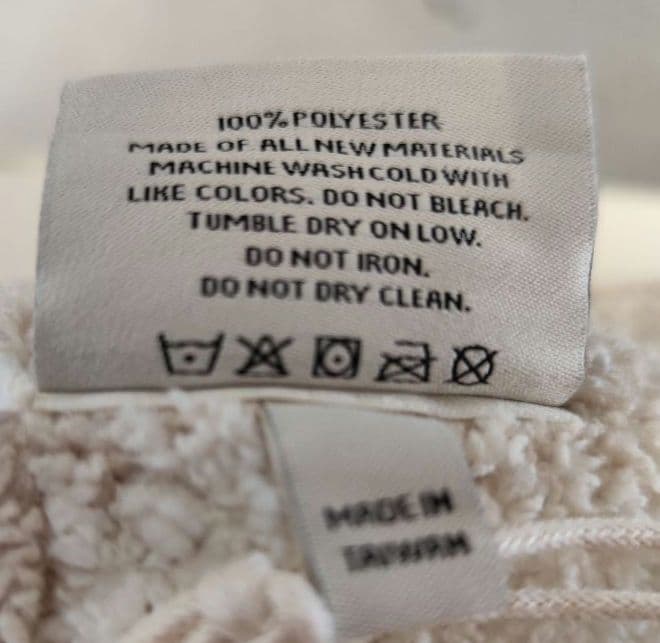 100% POLYESTER
MADE OF ALL NEW MATERIALS
MACHINE WASH COLD WITH
LIKE COLORS. DO NOT BLEACH.
TUMBLE DRY ON LOW.
DO NOT IRON.
DO NOT DRY CLEAN.
MADE IN
TAIWAN